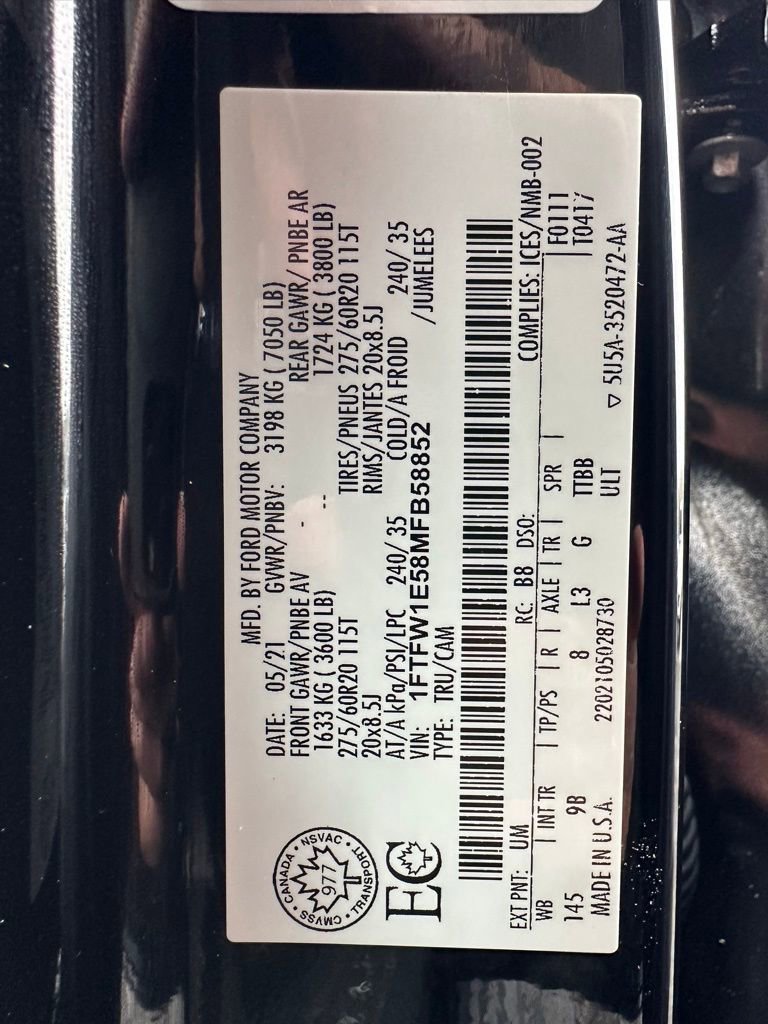 MFD. BY FORD MOTOR COMPANY
DATE: 05/21 GVWR/PNBV: 3198 KG ( 7050 LB)
FRONT GAWR/PNBE AV REAR GAWR/ PNBE AR
1633 KG ( 3600 LB) - 1724 KG ( 3800 LB)
275/60R20 115T -- TIRES/PNEUS 275/60R20 115T
20x8.5J RIMS/JANTES 20x8.5J
AT/A kPa/PSI/LPC 240/ 35 COLD/A FROID 240/ 35
VIN: 1FTFW1E58MFB58852 /JUMELEES
TYPE: TRU/CAM
CANADA • NSVAC • TRANSPORT • CMVSS •
977
EC
COMPLIES: ICES/NMB-002
EXT PNT: UM RC: B8 DSO: F0111
WB | INT TR | TP/PS | R | AXLE | TR | SPR | T0417
145 9B 8 L3 G TTBB
MADE IN U.S.A. 2202105028730 ULT
▽ 5U5A-3520472-AA